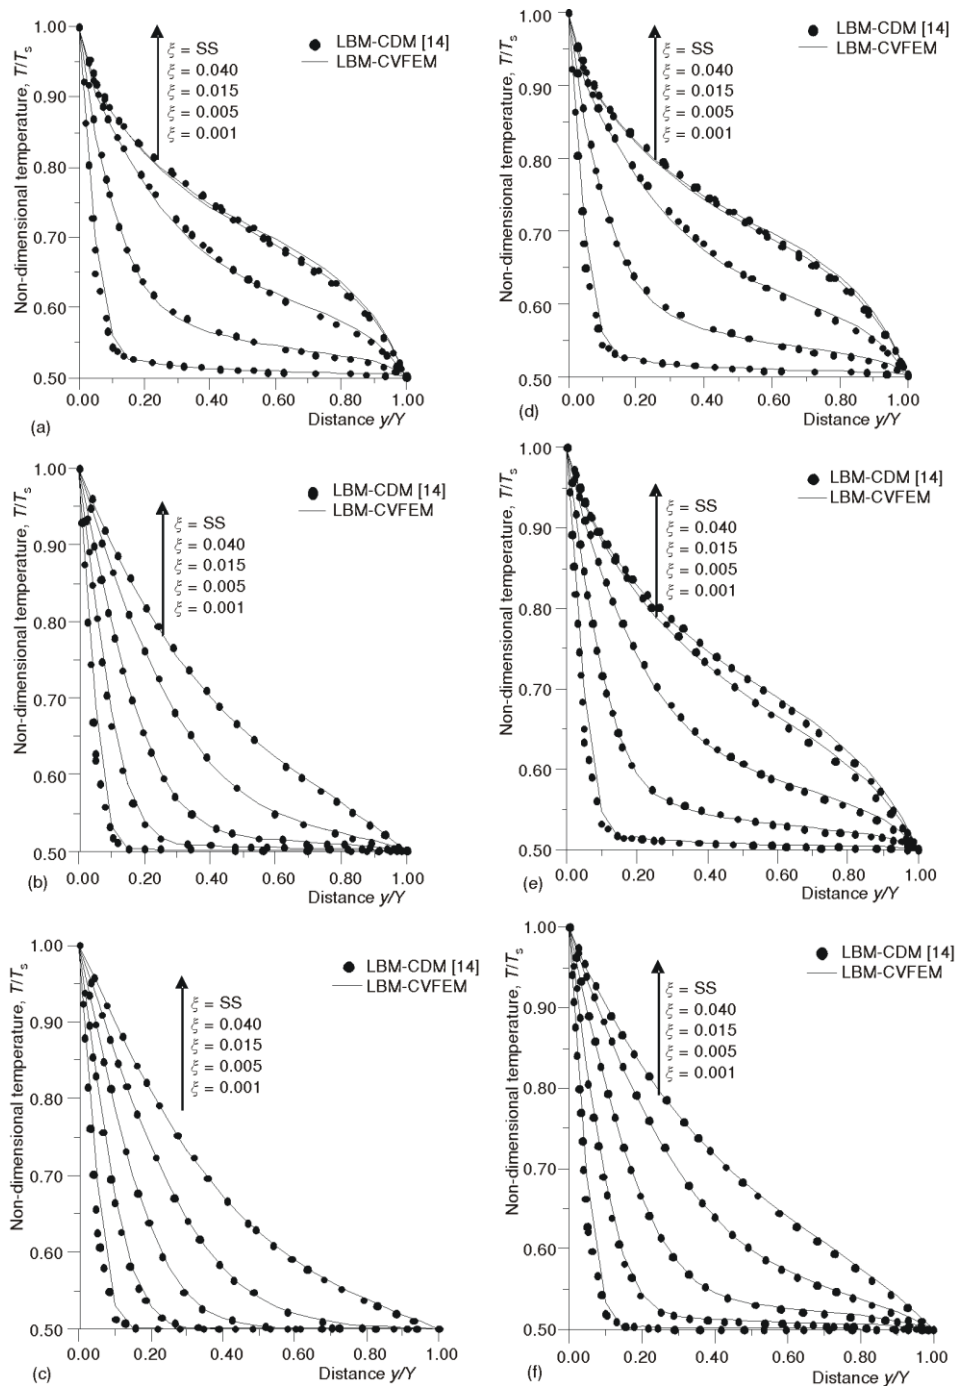 1.00
0.90
0.80
0.70
0.60
0.50
Non-dimensional temperature, T/Ts
ξ = SS
ξ = 0.040
ξ = 0.015
ξ = 0.005
ξ = 0.001
LBM-CDM [14]
LBM-CVFEM
0.00 0.20 0.40 0.60 0.80 1.00
Distance y/Y
(a)
1.00
0.90
0.80
0.70
0.60
0.50
Non-dimensional temperature, T/Ts
ξ = SS
ξ = 0.040
ξ = 0.015
ξ = 0.005
ξ = 0.001
LBM-CDM [14]
LBM-CVFEM
0.00 0.20 0.40 0.60 0.80 1.00
Distance y/Y
(d)
1.00
0.90
0.80
0.70
0.60
0.50
Non-dimensional temperature, T/Ts
LBM-CDM [14]
LBM-CVFEM
ξ = SS
ξ = 0.040
ξ = 0.015
ξ = 0.005
ξ = 0.001
0.00 0.20 0.40 0.60 0.80 1.00
Distance y/Y
(b)
1.00
0.90
0.80
0.70
0.60
0.50
Non-dimensional temperature, T/Ts
LBM-CDM [14]
LBM-CVFEM
ξ = SS
ξ = 0.040
ξ = 0.015
ξ = 0.005
ξ = 0.001
0.00 0.20 0.40 0.60 0.80 1.00
Distance y/Y
(e)
1.00
0.90
0.80
0.70
0.60
0.50
Non-dimensional temperature, T/Ts
LBM-CDM [14]
LBM-CVFEM
ξ = SS
ξ = 0.040
ξ = 0.015
ξ = 0.005
ξ = 0.001
0.00 0.20 0.40 0.60 0.80 1.00
Distance y/Y
(c)
1.00
0.90
0.80
0.70
0.60
0.50
Non-dimensional temperature, T/Ts
LBM-CDM [14]
LBM-CVFEM
ξ = SS
ξ = 0.040
ξ = 0.015
ξ = 0.005
ξ = 0.001
0.00 0.20 0.40 0.60 0.80 1.00
Distance y/Y
(f)